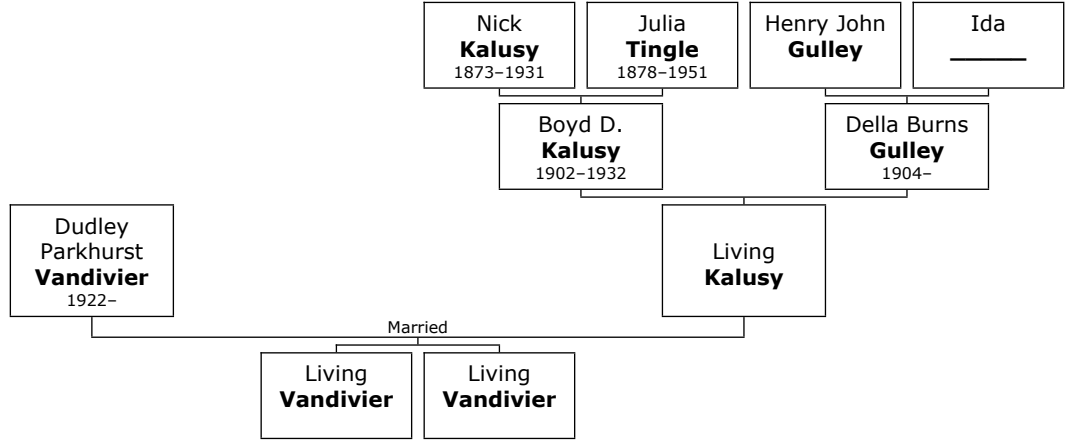 Nick
Kalusy
1873–1931
Julia
Tingle
1878–1951
Henry John
Gulley
Ida
______
Boyd D.
Kalusy
1902–1932
Della Burns
Gulley
1904–
Dudley
Parkhurst
Vandivier
1922–
Living
Kalusy
Married
Living
Vandivier
Living
Vandivier